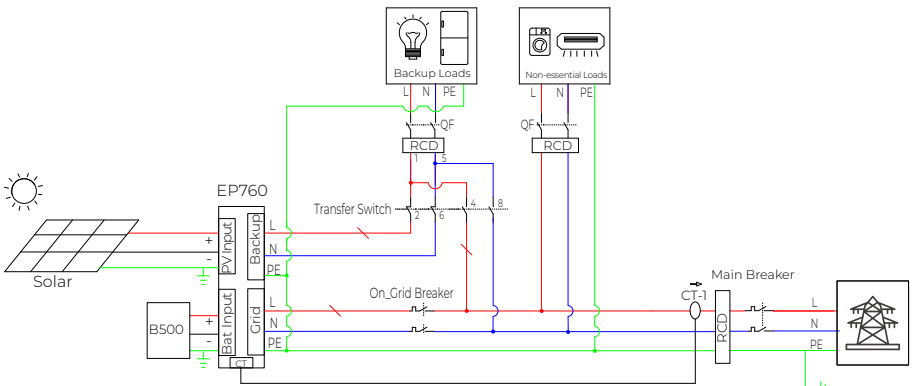 Backup Loads
Non-essential Loads
L N PE
L N PE
QF
QF
RCD
RCD
1 5
EP760
Transfer Switch
2 6 4 8
PV Input
Backup
L
+
N
-
PE
Solar
Main Breaker
On_Grid Breaker
CT-1
B500
Bat Input
Grid
L
L
+
N
N
-
PE
PE
RCD
CT